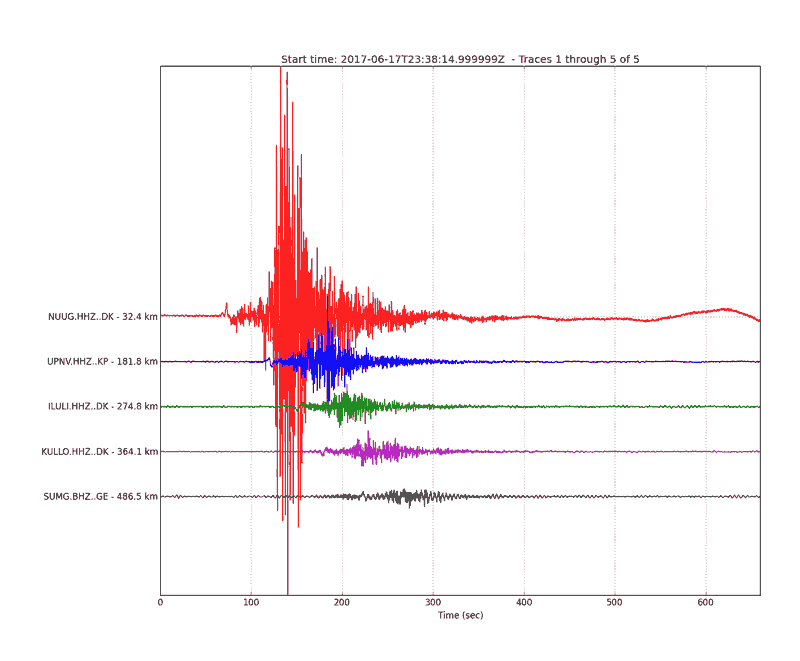 Start time: 2017-06-17T23:38:14.999999Z - Traces 1 through 5 of 5
NUUG.HHZ..DK - 32.4 km
UPNV.HHZ..KP - 181.8 km
ILULI.HHZ..DK - 274.8 km
KULLO.HHZ..DK - 364.1 km
SUMG.BHZ..GE - 486.5 km
0 100 200 300 400 500 600
Time (sec)